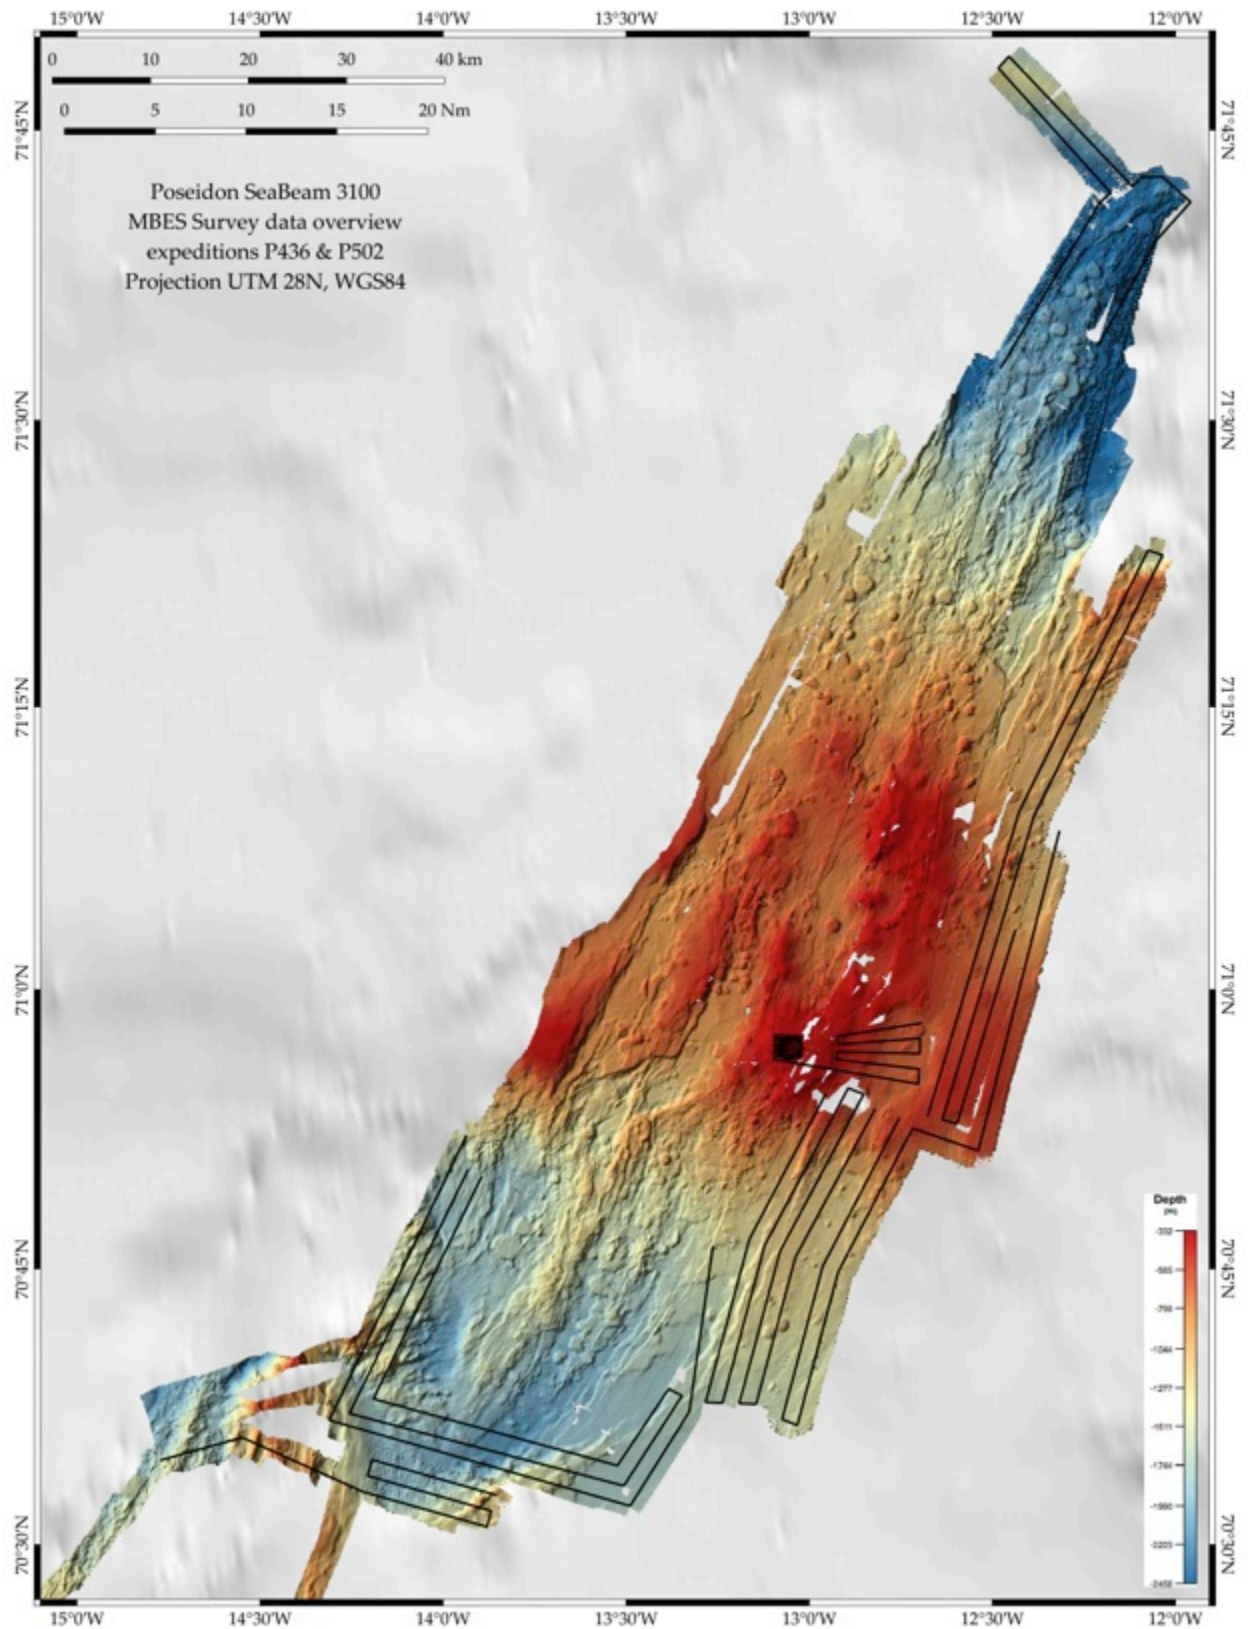 15°0'W 14°30'W 14°0'W 13°30'W 13°0'W 12°30'W 12°0'W
0 10 20 30 40 km
0 5 10 15 20 Nm
Poseidon SeaBeam 3100
MBES Survey data overview
expeditions P436 & P502
Projection UTM 28N, WGS84
71°45'N 71°45'N
71°30'N 71°30'N
71°15'N 71°15'N
71°0'N 71°0'N
Depth
(m)
70°45'N 70°45'N
-1277
-1511
70°30'N 70°30'N
15°0'W 14°30'W 14°0'W 13°30'W 13°0'W 12°30'W 12°0'W